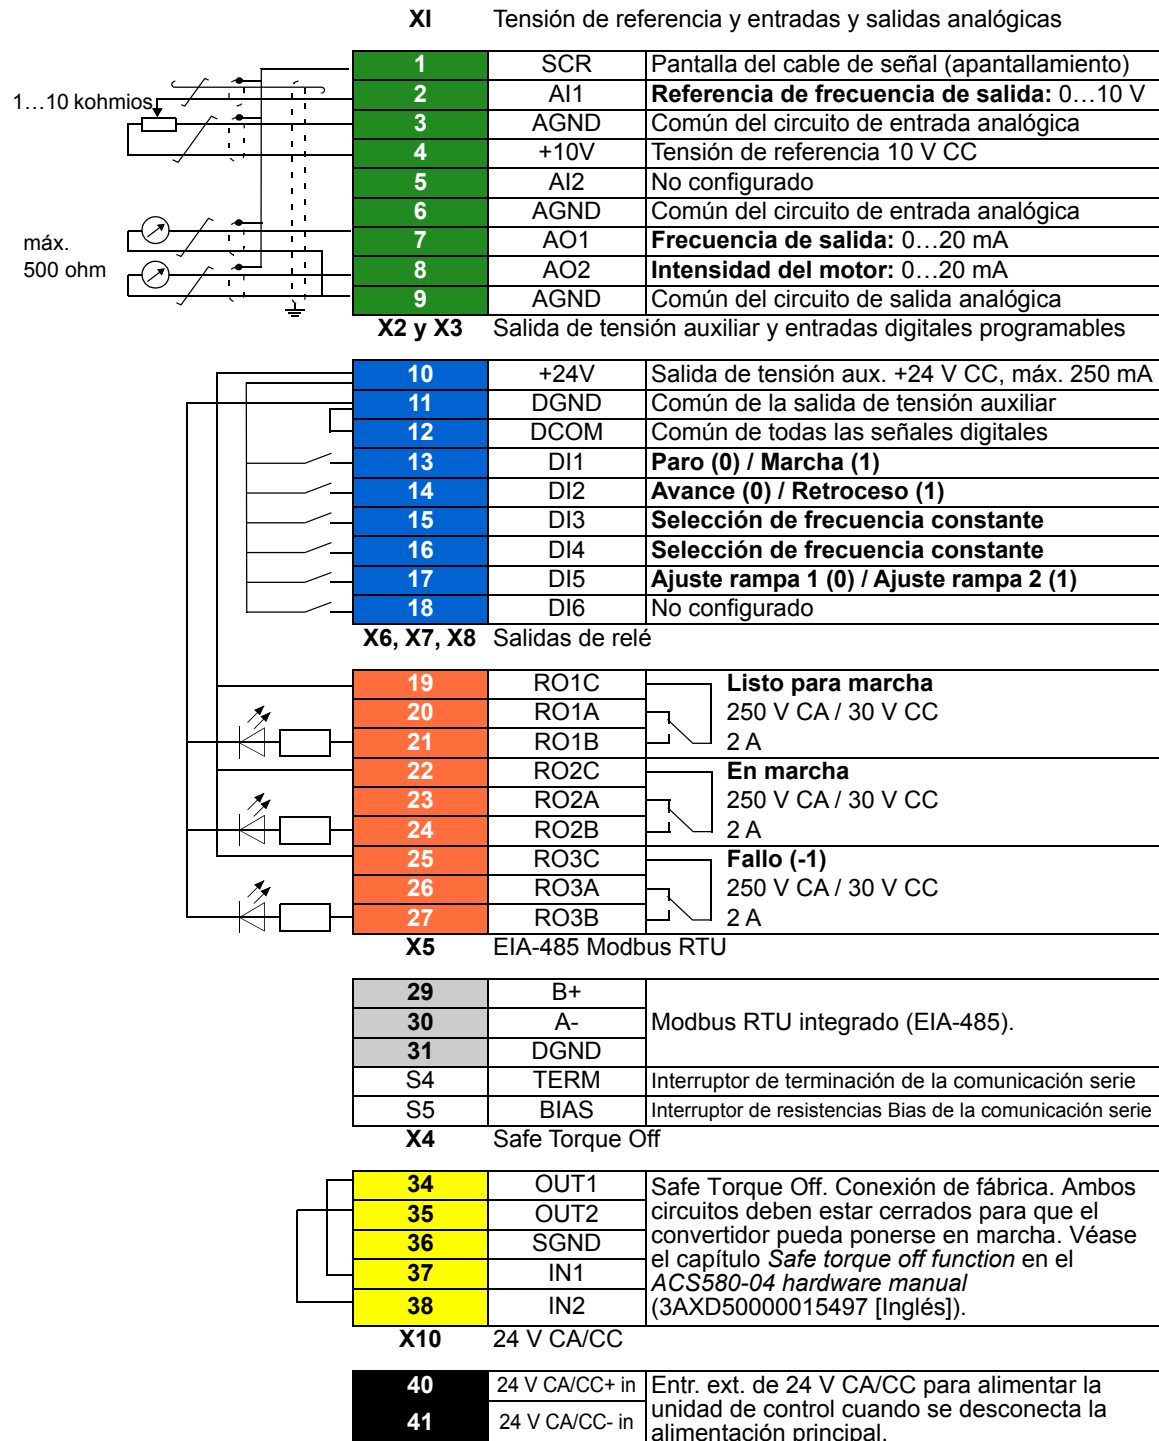 XI Tensión de referencia y entradas y salidas analógicas
1 SCR Pantalla del cable de señal (apantallamiento)
1…10 kohmios
2 AI1 Referencia de frecuencia de salida: 0…10 V
3 AGND Común del circuito de entrada analógica
4 +10V Tensión de referencia 10 V CC
5 AI2 No configurado
6 AGND Común del circuito de entrada analógica
máx.
500 ohm
7 AO1 Frecuencia de salida: 0…20 mA
8 AO2 Intensidad del motor: 0…20 mA
9 AGND Común del circuito de salida analógica
X2 y X3 Salida de tensión auxiliar y entradas digitales programables
10 +24V Salida de tensión aux. +24 V CC, máx. 250 mA
11 DGND Común de la salida de tensión auxiliar
12 DCOM Común de todas las señales digitales
13 DI1 Paro (0) / Marcha (1)
14 DI2 Avance (0) / Retroceso (1)
15 DI3 Selección de frecuencia constante
16 DI4 Selección de frecuencia constante
17 DI5 Ajuste rampa 1 (0) / Ajuste rampa 2 (1)
18 DI6 No configurado
X6, X7, X8 Salidas de relé
19 RO1C Listo para marcha
20 RO1A 250 V CA / 30 V CC
21 RO1B 2 A
22 RO2C En marcha
23 RO2A 250 V CA / 30 V CC
24 RO2B 2 A
25 RO3C Fallo (-1)
26 RO3A 250 V CA / 30 V CC
27 RO3B 2 A
X5 EIA-485 Modbus RTU
29 B+
30 A- Modbus RTU integrado (EIA-485).
31 DGND
S4 TERM Interruptor de terminación de la comunicación serie
S5 BIAS Interruptor de resistencias Bias de la comunicación serie
X4 Safe Torque Off
34 OUT1
35 OUT2
36 SGND
37 IN1
38 IN2
Safe Torque Off. Conexión de fábrica. Ambos
circuitos deben estar cerrados para que el
convertidor pueda ponerse en marcha. Véase
el capítulo Safe torque off function en el
ACS580-04 hardware manual
(3AXD50000015497 [Inglés]).
X10 24 V CA/CC
40 24 V CA/CC+ in
41 24 V CA/CC- in
Entr. ext. de 24 V CA/CC para alimentar la
unidad de control cuando se desconecta la
alimentación principal.